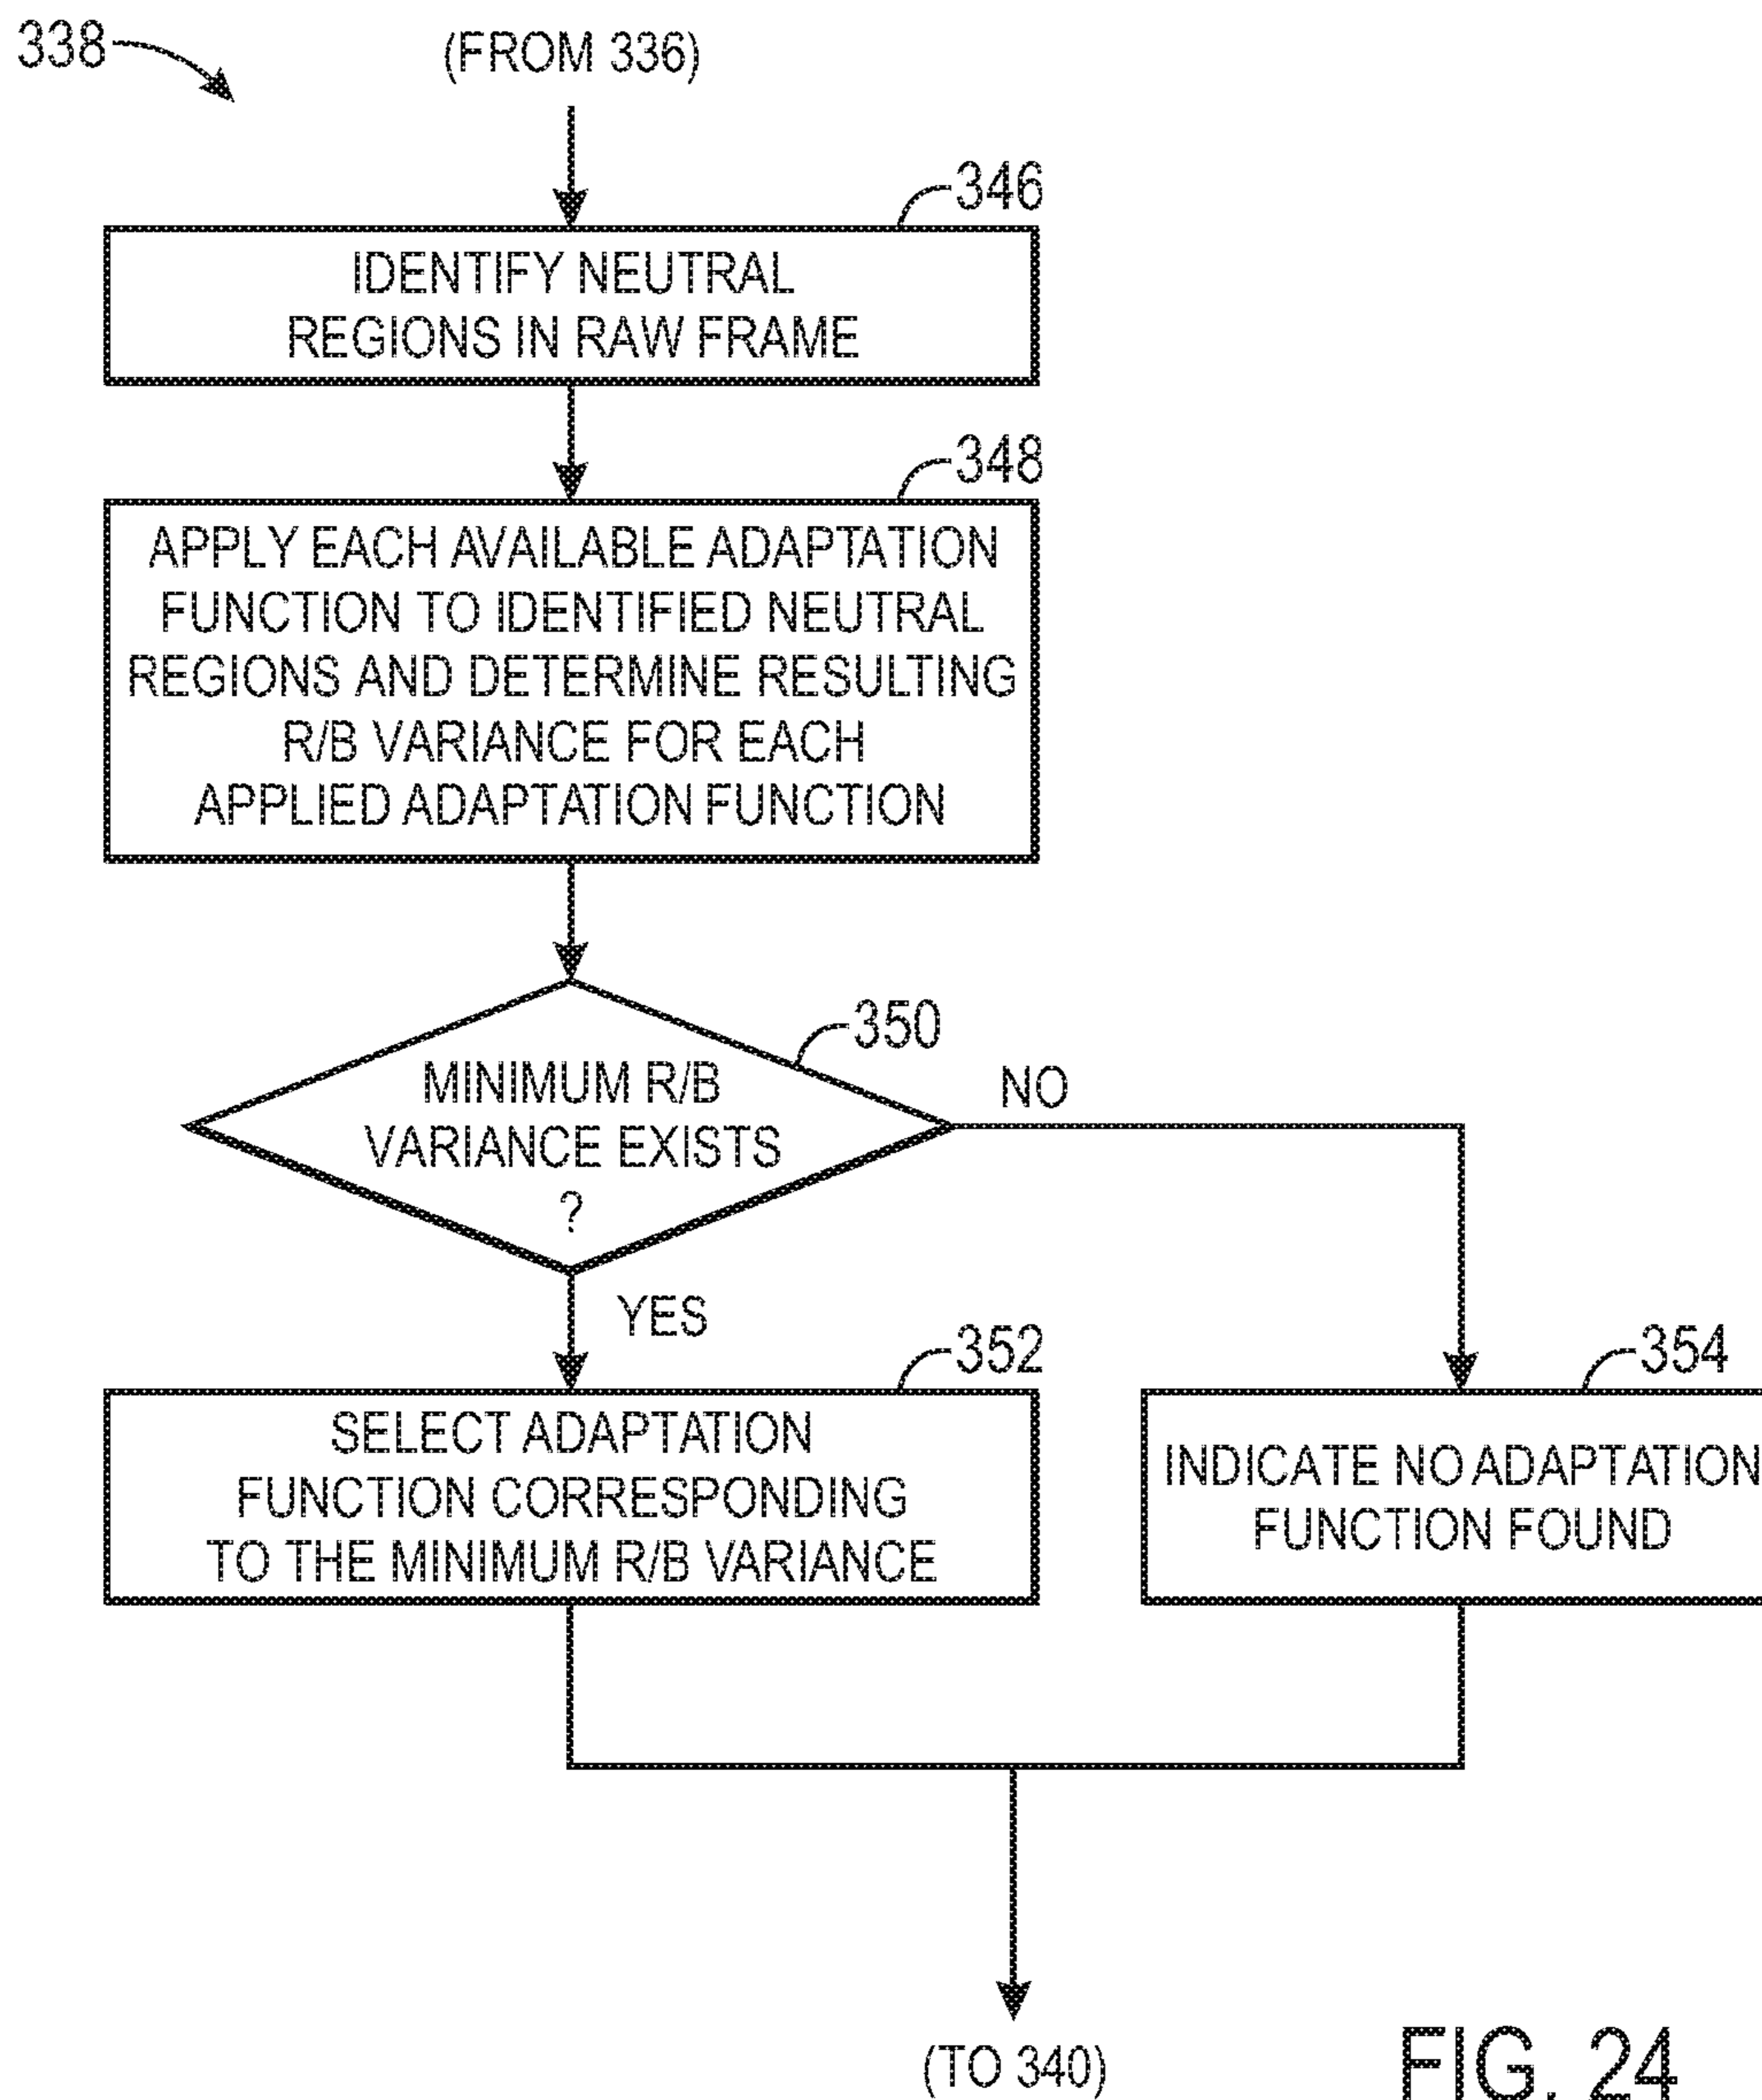 338
(FROM 336)
346
IDENTIFY NEUTRAL
REGIONS IN RAW FRAME
348
APPLY EACH AVAILABLE ADAPTATION
FUNCTION TO IDENTIFIED NEUTRAL
REGIONS AND DETERMINE RESULTING
R/B VARIANCE FOR EACH
APPLIED ADAPTATION FUNCTION
350
MINIMUM R/B
VARIANCE EXISTS
?
NO
YES
352
SELECT ADAPTATION
FUNCTION CORRESPONDING
TO THE MINIMUM R/B VARIANCE
354
INDICATE NO ADAPTATION
FUNCTION FOUND
(TO 340)
FIG. 24